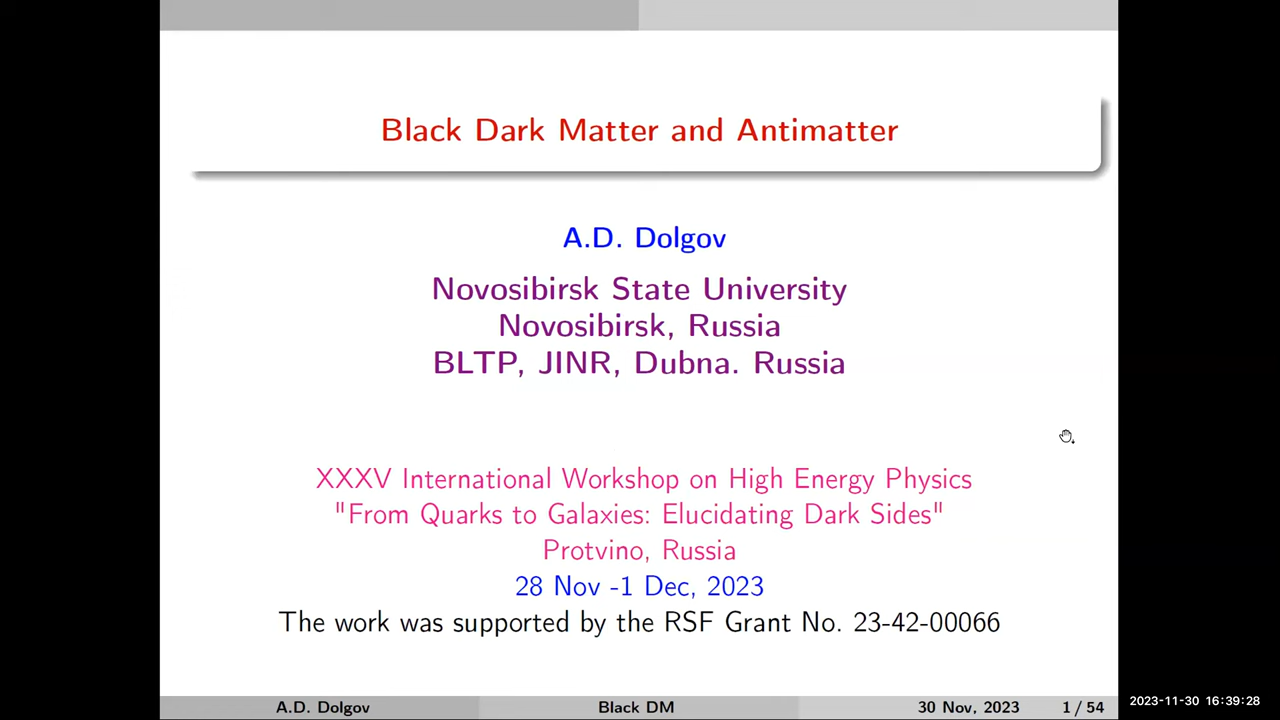 Black Dark Matter and Antimatter
A.D. Dolgov
Novosibirsk State University
Novosibirsk, Russia
BLTP, JINR, Dubna. Russia
XXXV International Workshop on High Energy Physics
"From Quarks to Galaxies: Elucidating Dark Sides"
Protvino, Russia
28 Nov -1 Dec, 2023
The work was supported by the RSF Grant No. 23-42-00066
A.D. Dolgov Black DM 30 Nov, 2023 1 / 54
2023-11-30 16:39:28